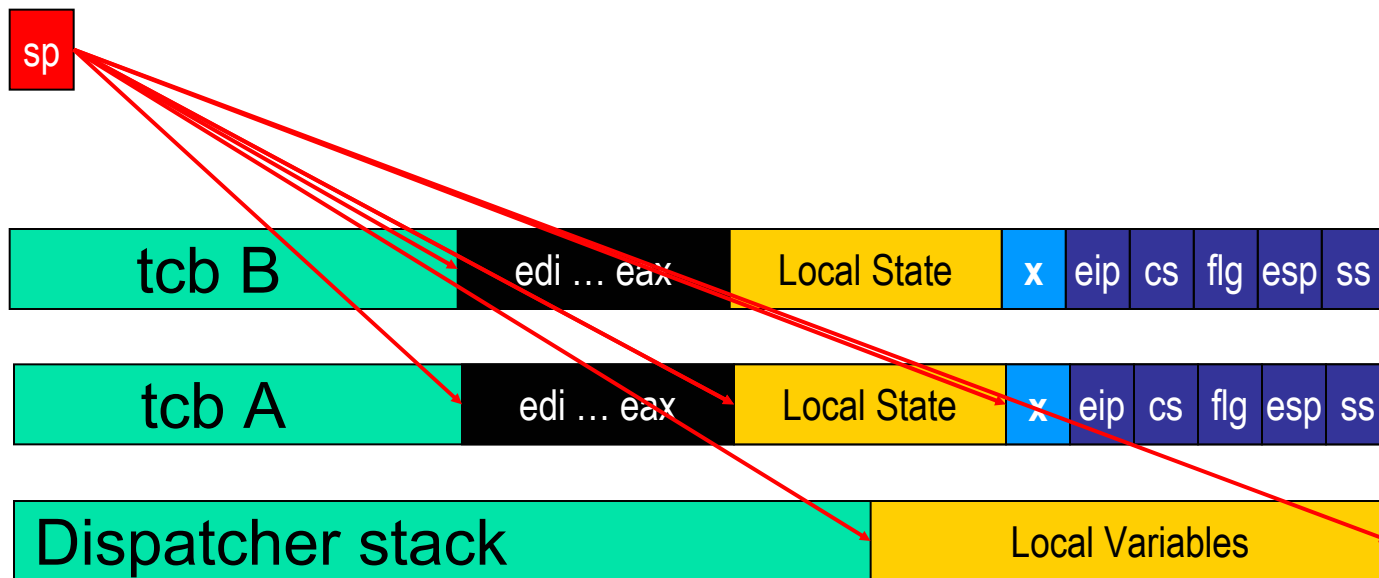 sp
tcb B edi … eax Local State x eip cs flg esp ss
tcb A edi … eax Local State x eip cs flg esp ss
Dispatcher stack Local Variables